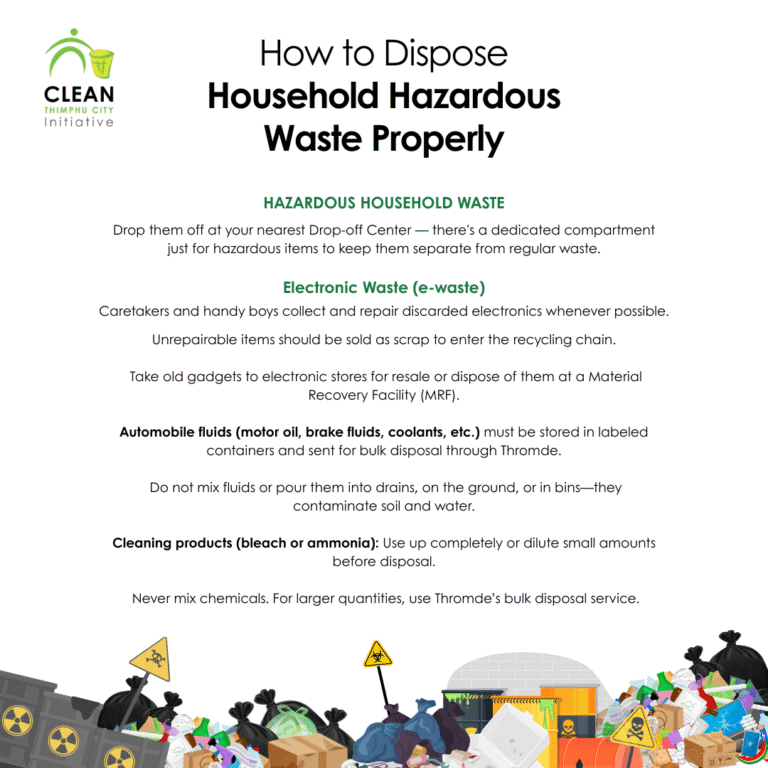 CLEAN
THIMPHU CITY
Initiative
How to Dispose
Household Hazardous
Waste Properly
HAZARDOUS HOUSEHOLD WASTE
Drop them off at your nearest Drop-off Center — there's a dedicated compartment
just for hazardous items to keep them separate from regular waste.
Electronic Waste (e-waste)
Caretakers and handy boys collect and repair discarded electronics whenever possible.
Unrepairable items should be sold as scrap to enter the recycling chain.
Take old gadgets to electronic stores for resale or dispose of them at a Material
Recovery Facility (MRF).
Automobile fluids (motor oil, brake fluids, coolants, etc.) must be stored in labeled
containers and sent for bulk disposal through Thromde.
Do not mix fluids or pour them into drains, on the ground, or in bins—they
contaminate soil and water.
Cleaning products (bleach or ammonia): Use up completely or dilute small amounts
before disposal.
Never mix chemicals. For larger quantities, use Thromde's bulk disposal service.